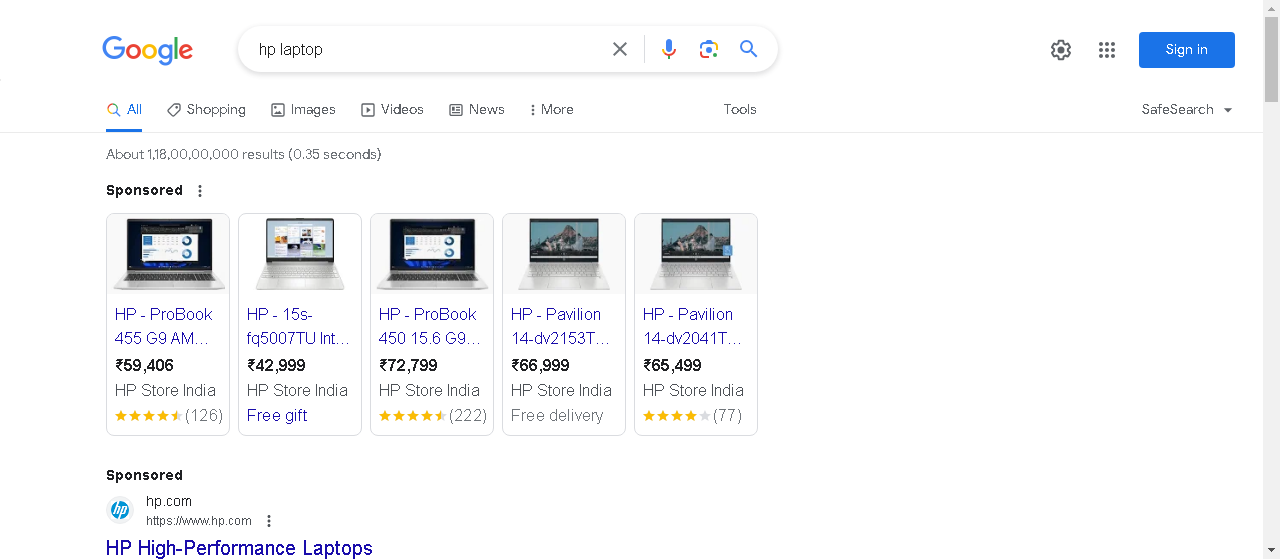 Google
hp laptop
Sign in
All Shopping Images Videos News More Tools SafeSearch
About 1,18,00,00,000 results (0.35 seconds)
Sponsored
HP - ProBook
455 G9 AM...
₹59,406
HP Store India
(126)
HP - 15s-
fq5007TU Int...
₹42,999
HP Store India
Free gift
HP - ProBook
450 15.6 G9...
₹72,799
HP Store India
(222)
HP - Pavilion
14-dv2153T...
₹66,999
HP Store India
Free delivery
HP - Pavilion
14-dv2041T...
₹65,499
HP Store India
(77)
Sponsored
hp
hp.com
https://www.hp.com
HP High-Performance Laptops